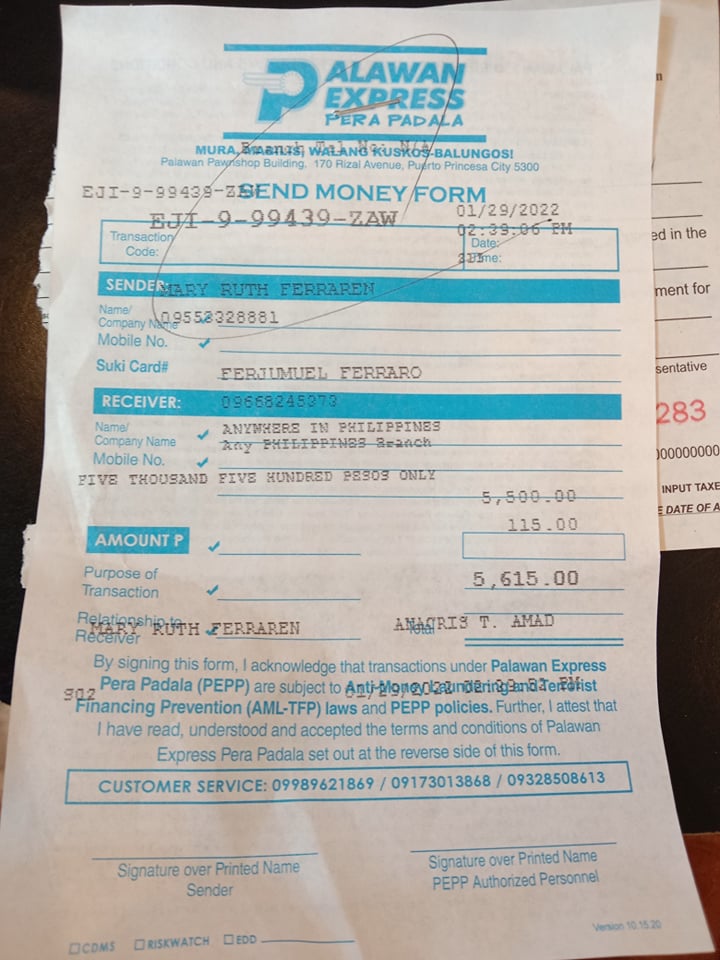 PALAWAN
EXPRESS
PERA PADALA
Branch Tel No: N/A
MURA, MABILIS, WALANG KUSKOS-BALUNGOS!
Palawan Pawnshop Building, 170 Rizal Avenue, Puerto Princesa City 5300
EJI-9-99439-ZAW
SEND MONEY FORM
EJI-9-99439-ZAW
01/29/2022
02:39:06 PM
Transaction
Code:
Date:
Time:
SENDER:
MARY RUTH FERRAREN
Name/
Company Name
09553328881
Mobile No.
Suki Card#
FERJUMUEL FERRARO
RECEIVER:
09668245373
Name/
Company Name
ANYWHERE IN PHILIPPINES
Any PHILIPPINES Branch
Mobile No.
FIVE THOUSAND FIVE HUNDRED PESOS ONLY
5,500.00
115.00
AMOUNT ₱
Purpose of
Transaction
5,615.00
Relationship to
Receiver
MARY RUTH FERRAREN
ANACRIS T. AMAD
Total
By signing this form, I acknowledge that transactions under Palawan Express
Pera Padala (PEPP) are subject to Anti-Money Laundering and Terrorist
Financing Prevention (AML-TFP) laws and PEPP policies. Further, I attest that
I have read, understood and accepted the terms and conditions of Palawan
Express Pera Padala set out at the reverse side of this form.
CUSTOMER SERVICE: 09989621869 / 09173013868 / 09328508613
Signature over Printed Name
Sender
Signature over Printed Name
PEPP Authorized Personnel
Version 10.15.20
CDMS RISKWATCH EDD
ed in the
ment for
sentative
283
000000000
INPUT TAXE
E DATE OF A